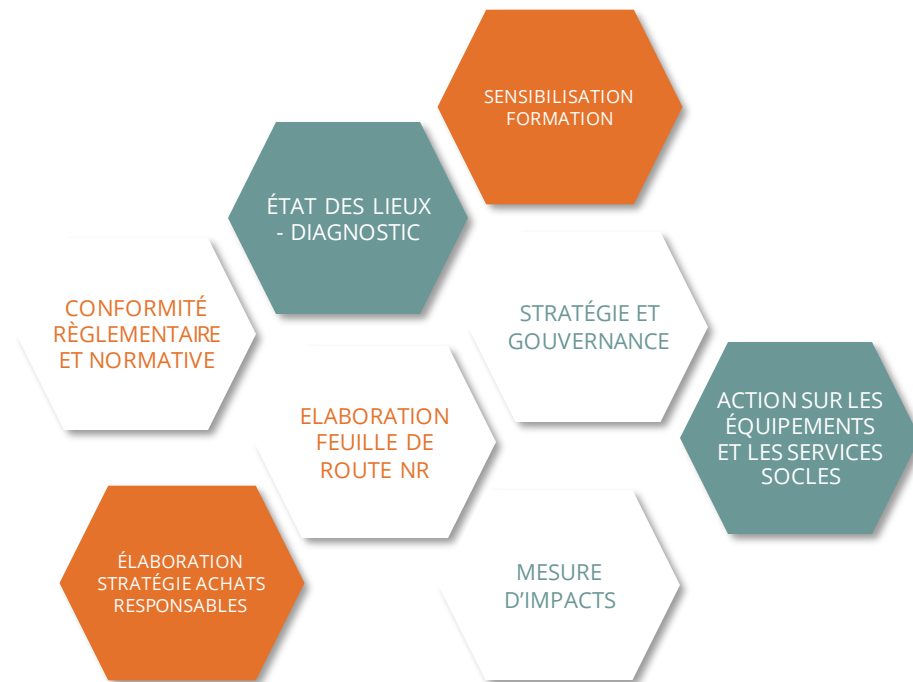 SENSIBILISATION
FORMATION
ÉTAT DES LIEUX
- DIAGNOSTIC
CONFORMITÉ
RÈGLEMENTAIRE
ET NORMATIVE
STRATÉGIE ET
GOUVERNANCE
ELABORATION
FEUILLE DE
ROUTE NR
ACTION SUR LES
ÉQUIPEMENTS
ET LES SERVICES
SOCLES
ÉLABORATION
STRATÉGIE ACHATS
RESPONSABLES
MESURE
D'IMPACTS